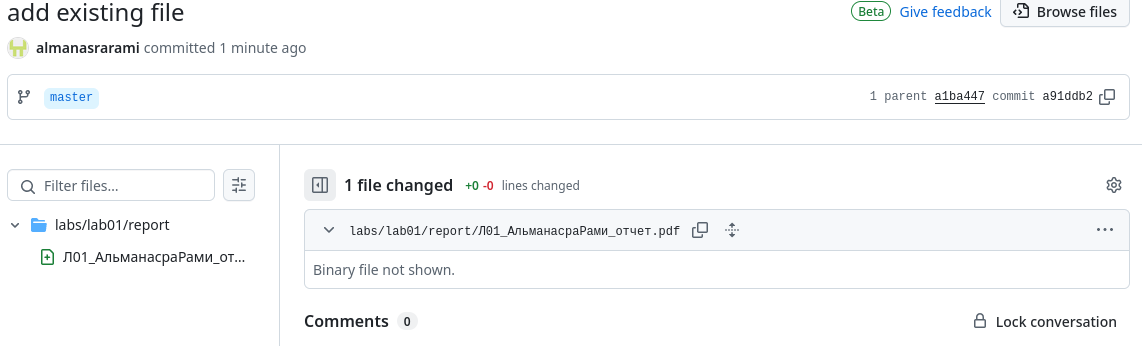 add existing file
Beta Give feedback Browse files
almanasrarami committed 1 minute ago
master 1 parent a1ba447 commit a91ddb2
Filter files...
1 file changed +0 -0 lines changed
labs/lab01/report
labs/lab01/report/Л01_АльманасраРами_отчет.pdf
Л01_АльманасраРами_от...
Binary file not shown.
Comments 0 Lock conversation